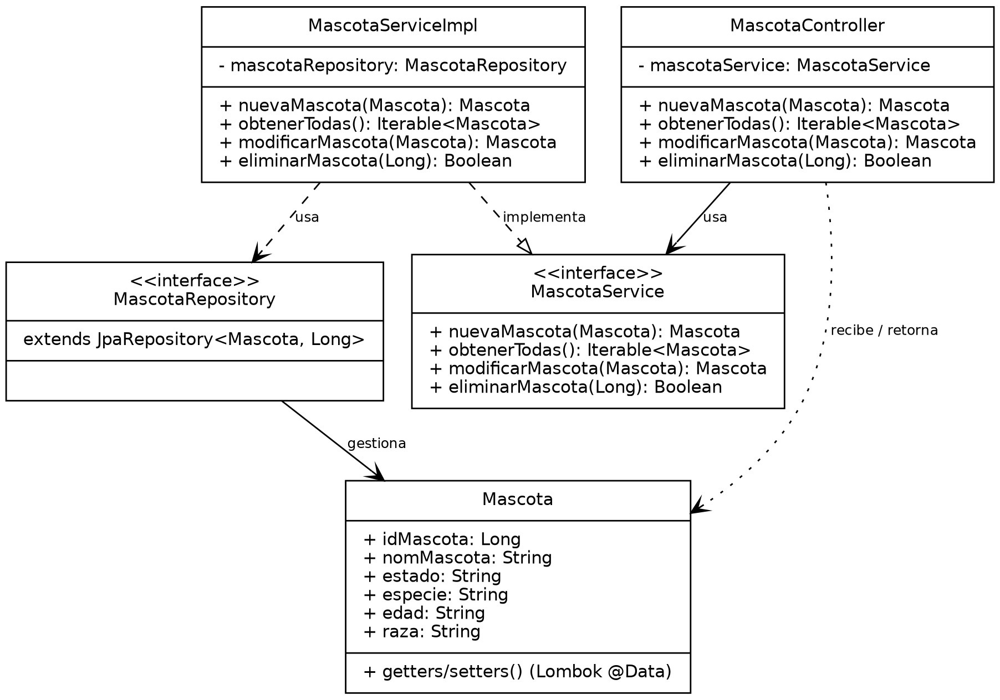 MascotaServiceImpl
- mascotaRepository: MascotaRepository
+ nuevaMascota(Mascota): Mascota
+ obtenerTodas(): Iterable<Mascota>
+ modificarMascota(Mascota): Mascota
+ eliminarMascota(Long): Boolean
MascotaController
- mascotaService: MascotaService
+ nuevaMascota(Mascota): Mascota
+ obtenerTodas(): Iterable<Mascota>
+ modificarMascota(Mascota): Mascota
+ eliminarMascota(Long): Boolean
usa
implementa
usa
<<interface>>
MascotaRepository
extends JpaRepository<Mascota, Long>
<<interface>>
MascotaService
+ nuevaMascota(Mascota): Mascota
+ obtenerTodas(): Iterable<Mascota>
+ modificarMascota(Mascota): Mascota
+ eliminarMascota(Long): Boolean
recibe / retorna
gestiona
Mascota
+ idMascota: Long
+ nomMascota: String
+ estado: String
+ especie: String
+ edad: String
+ raza: String
+ getters/setters() (Lombok @Data)